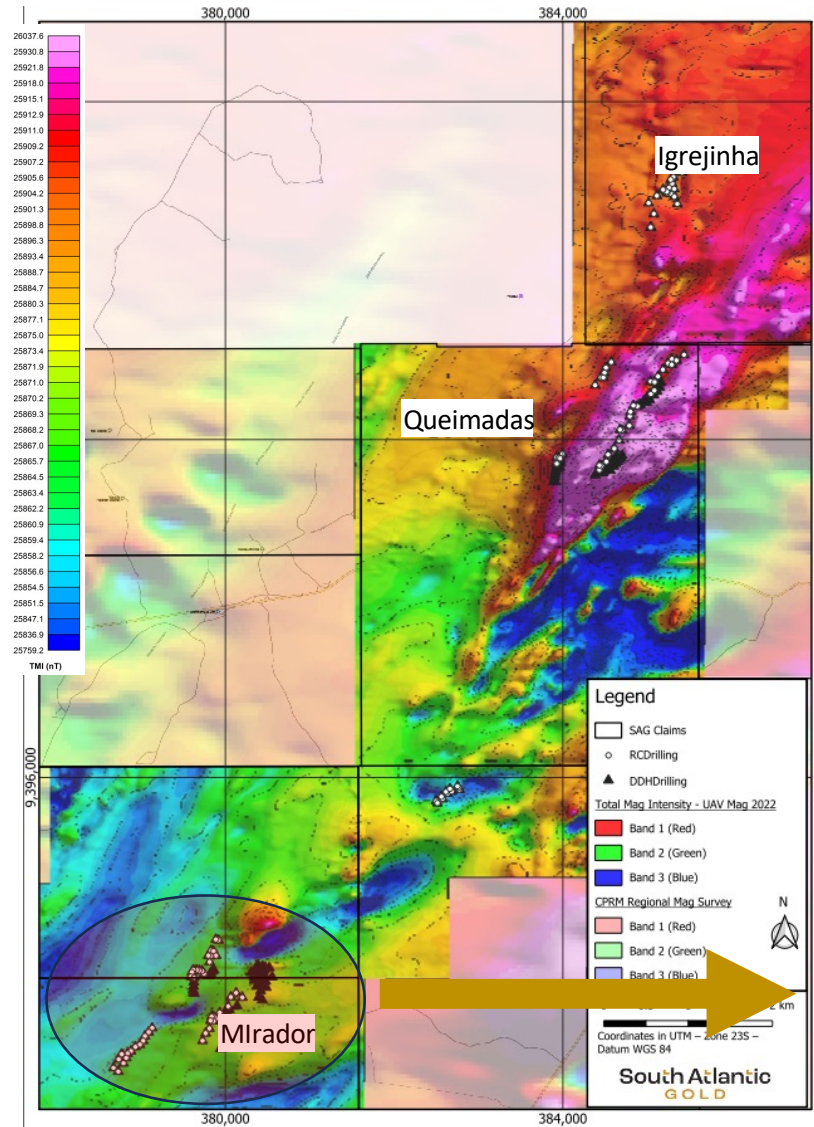 380,000
384,000
26037.6
25930.8
25921.8
25918.0
25915.1
25912.9
25911.0
25909.2
25907.2
25905.6
25904.2
25901.3
25898.8
25896.3
25893.4
25888.7
25884.7
25880.3
25877.1
25875.0
25873.4
25871.9
25871.0
25870.2
25869.3
25868.2
25867.0
25865.7
25864.5
25863.4
25862.2
25860.9
25859.4
25858.2
25856.6
25854.5
25851.5
25847.1
25836.9
25759.2
TMI (nT)
Igrejinha
Queimadas
9,396,000
MIrador
Legend
SAG Claims
RCDrilling
DDHDrilling
Total Mag Intensity - UAV Mag 2022
Band 1 (Red)
Band 2 (Green)
Band 3 (Blue)
CPRM Regional Mag Survey
Band 1 (Red)
Band 2 (Green)
Band 3 (Blue)
N
2 km
Coordinates in UTM – Zone 23S –
Datum WGS 84
South Atlantic
GOLD
380,000
384,000